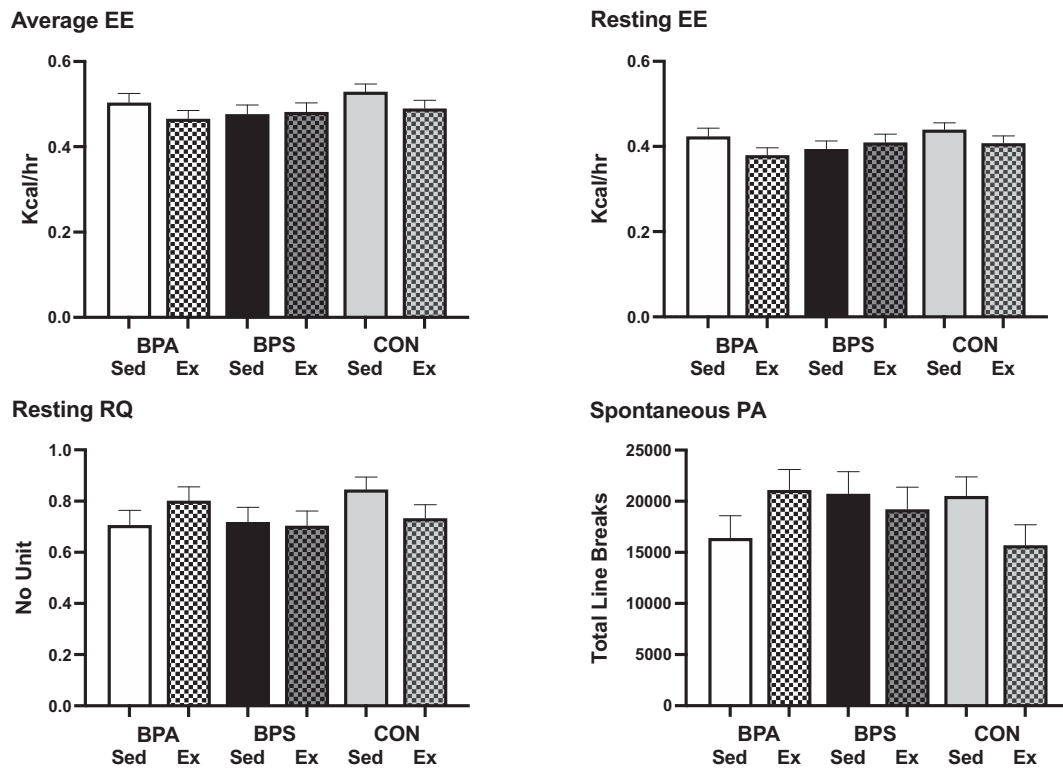 Average EE
Kcal/hr
0.6
0.4
0.2
0.0
BPA BPS CON
Sed Ex Sed Ex Sed Ex
Resting EE
Kcal/hr
0.6
0.4
0.2
0.0
BPA BPS CON
Sed Ex Sed Ex Sed Ex
Resting RQ
No Unit
1.0
0.8
0.6
0.4
0.2
0.0
BPA BPS CON
Sed Ex Sed Ex Sed Ex
Spontaneous PA
Total Line Breaks
25000
20000
15000
10000
5000
0
BPA BPS CON
Sed Ex Sed Ex Sed Ex